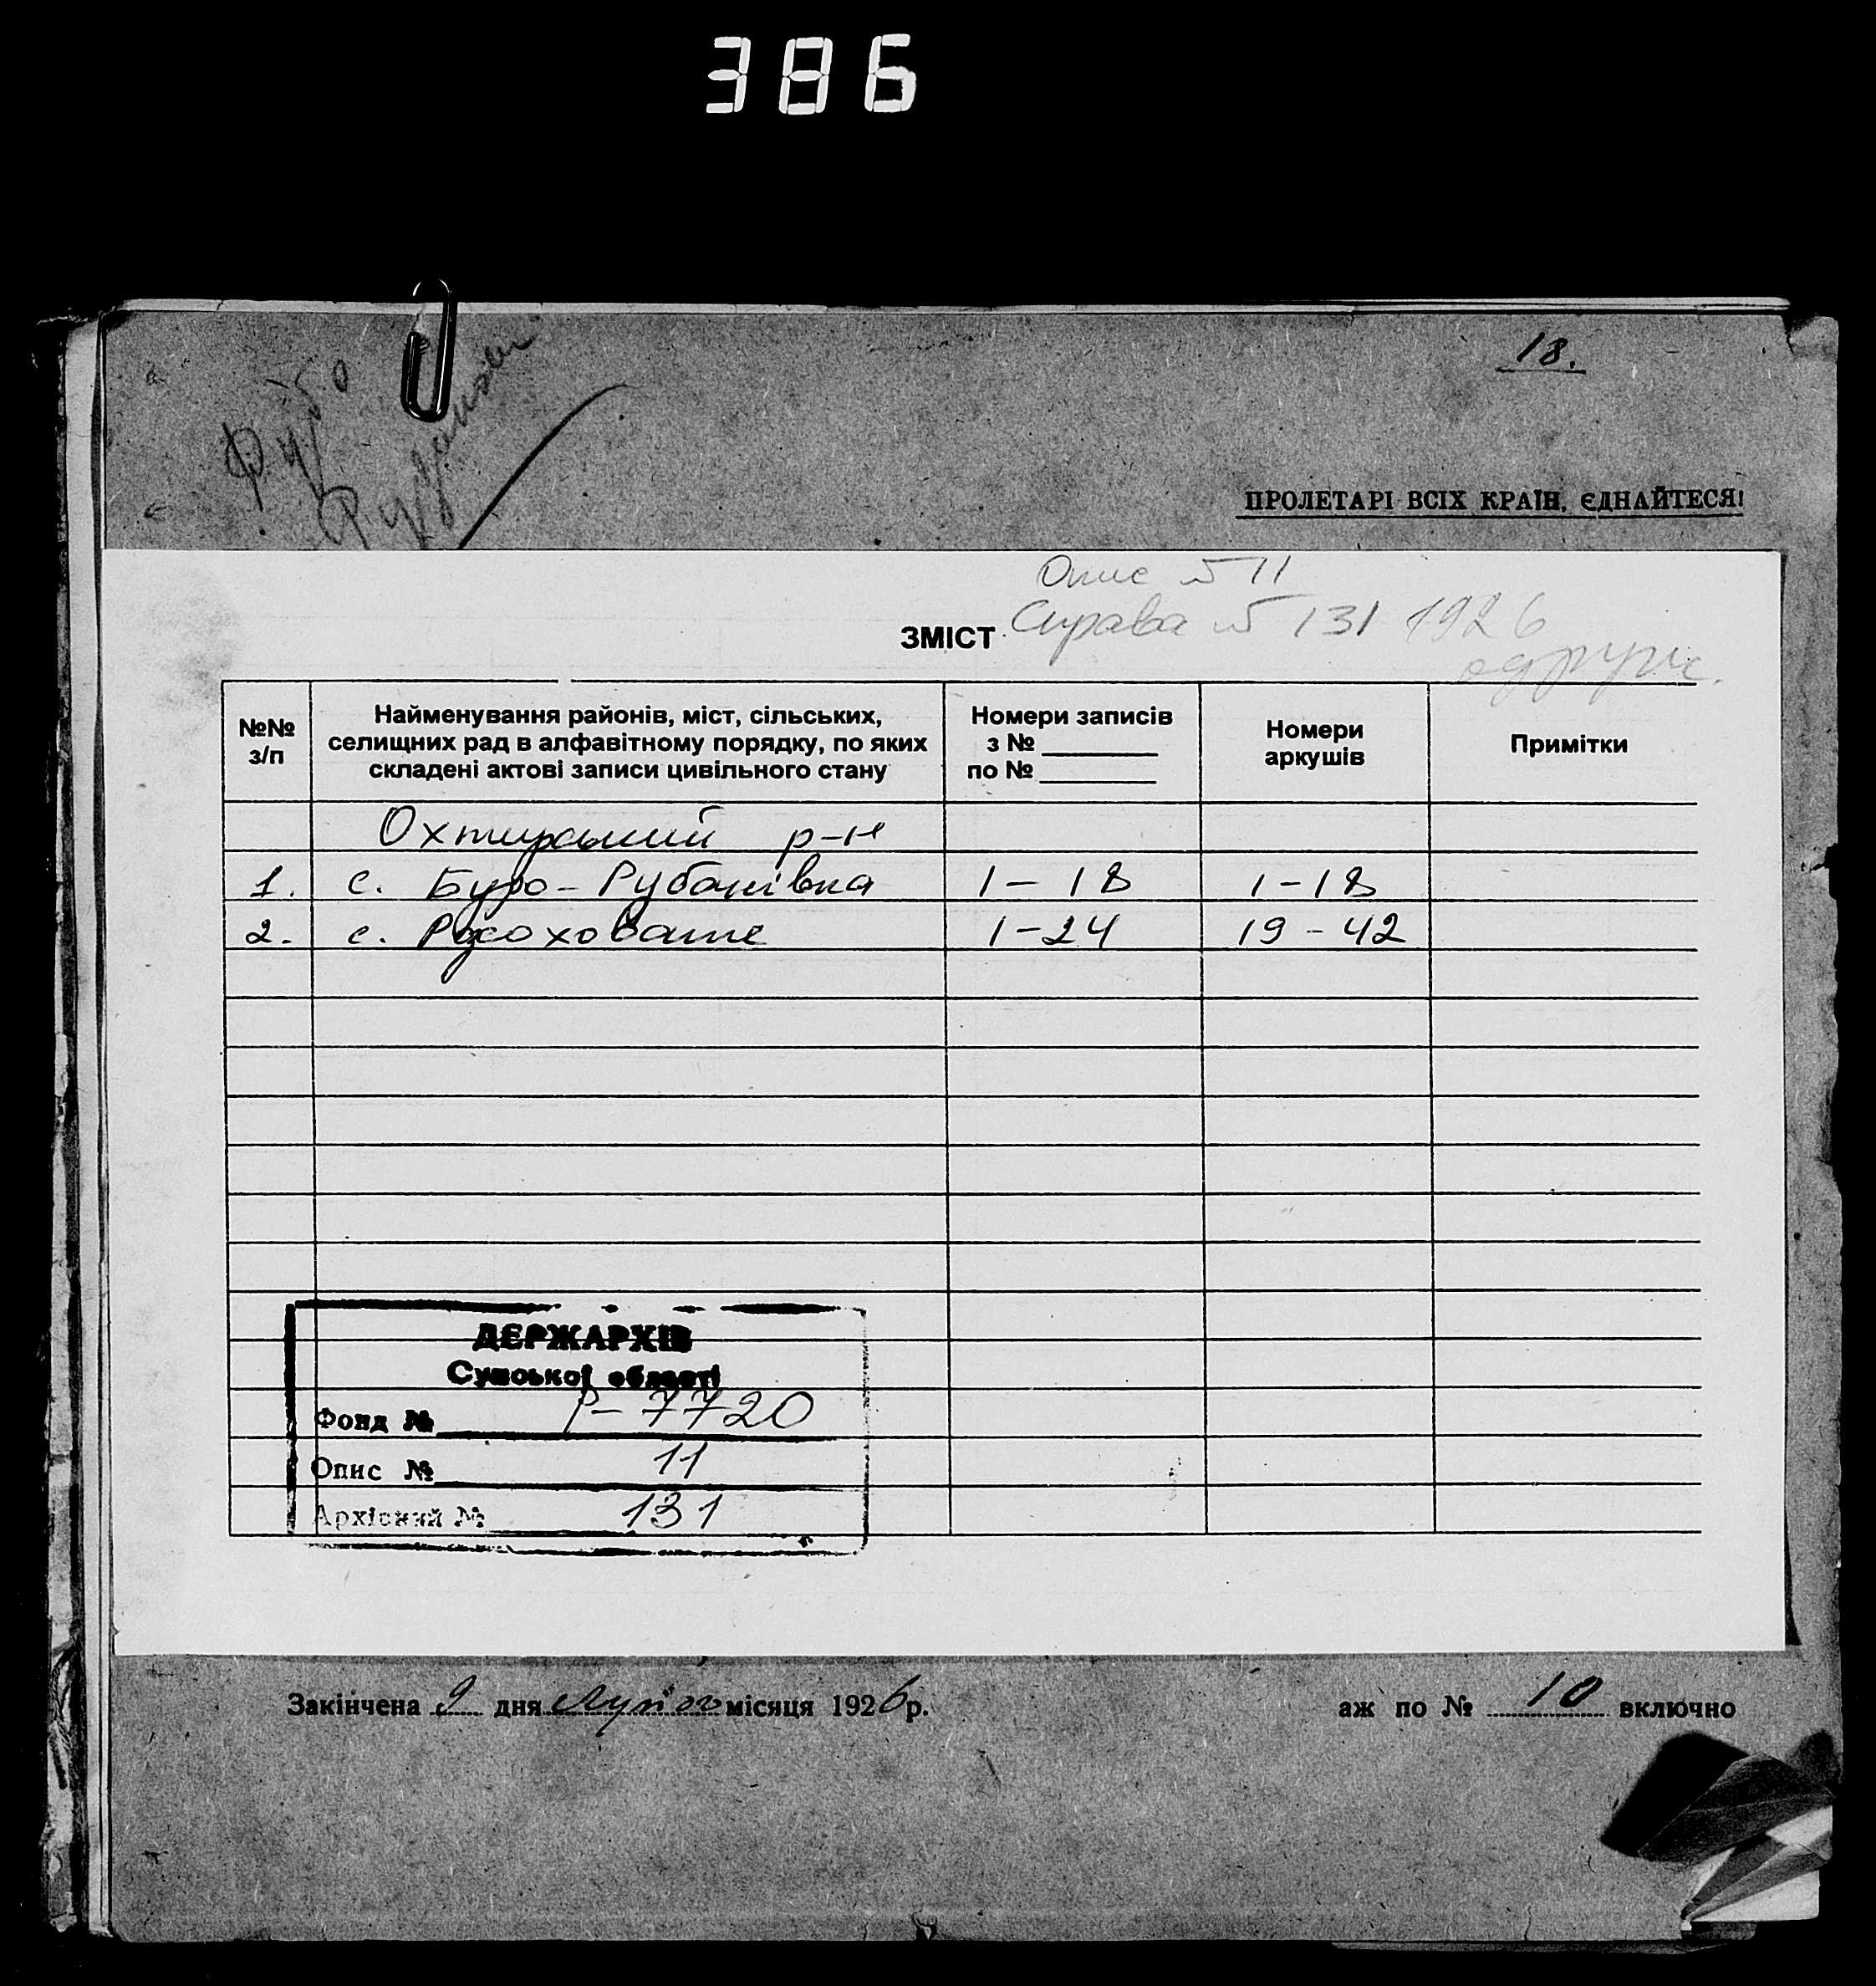 386
18.
ПРОЛЕТАРІ ВСІХ КРАЇН, ЄДНАЙТЕСЯ!
Опис №11
Справа № 131 1926
ЗМІСТ
одруж.
№№ з/п
Найменування районів, міст, сільських, селищних рад в алфавітному порядку, по яких складені актові записи цивільного стану
Номери записів
з №
по №
Номери аркушів
Примітки
Охтирський р-н
1. с. Буро-Рубанівка 1-18 1-18
2. с. Розсоховате 1-24 19-42
ДЕРЖАРХІВ
Сумської області
Фонд № Р-7720
Опис № 11
Архівний № 131
Закінчена 9 дня місяця 1926 р. аж по № 10 включно